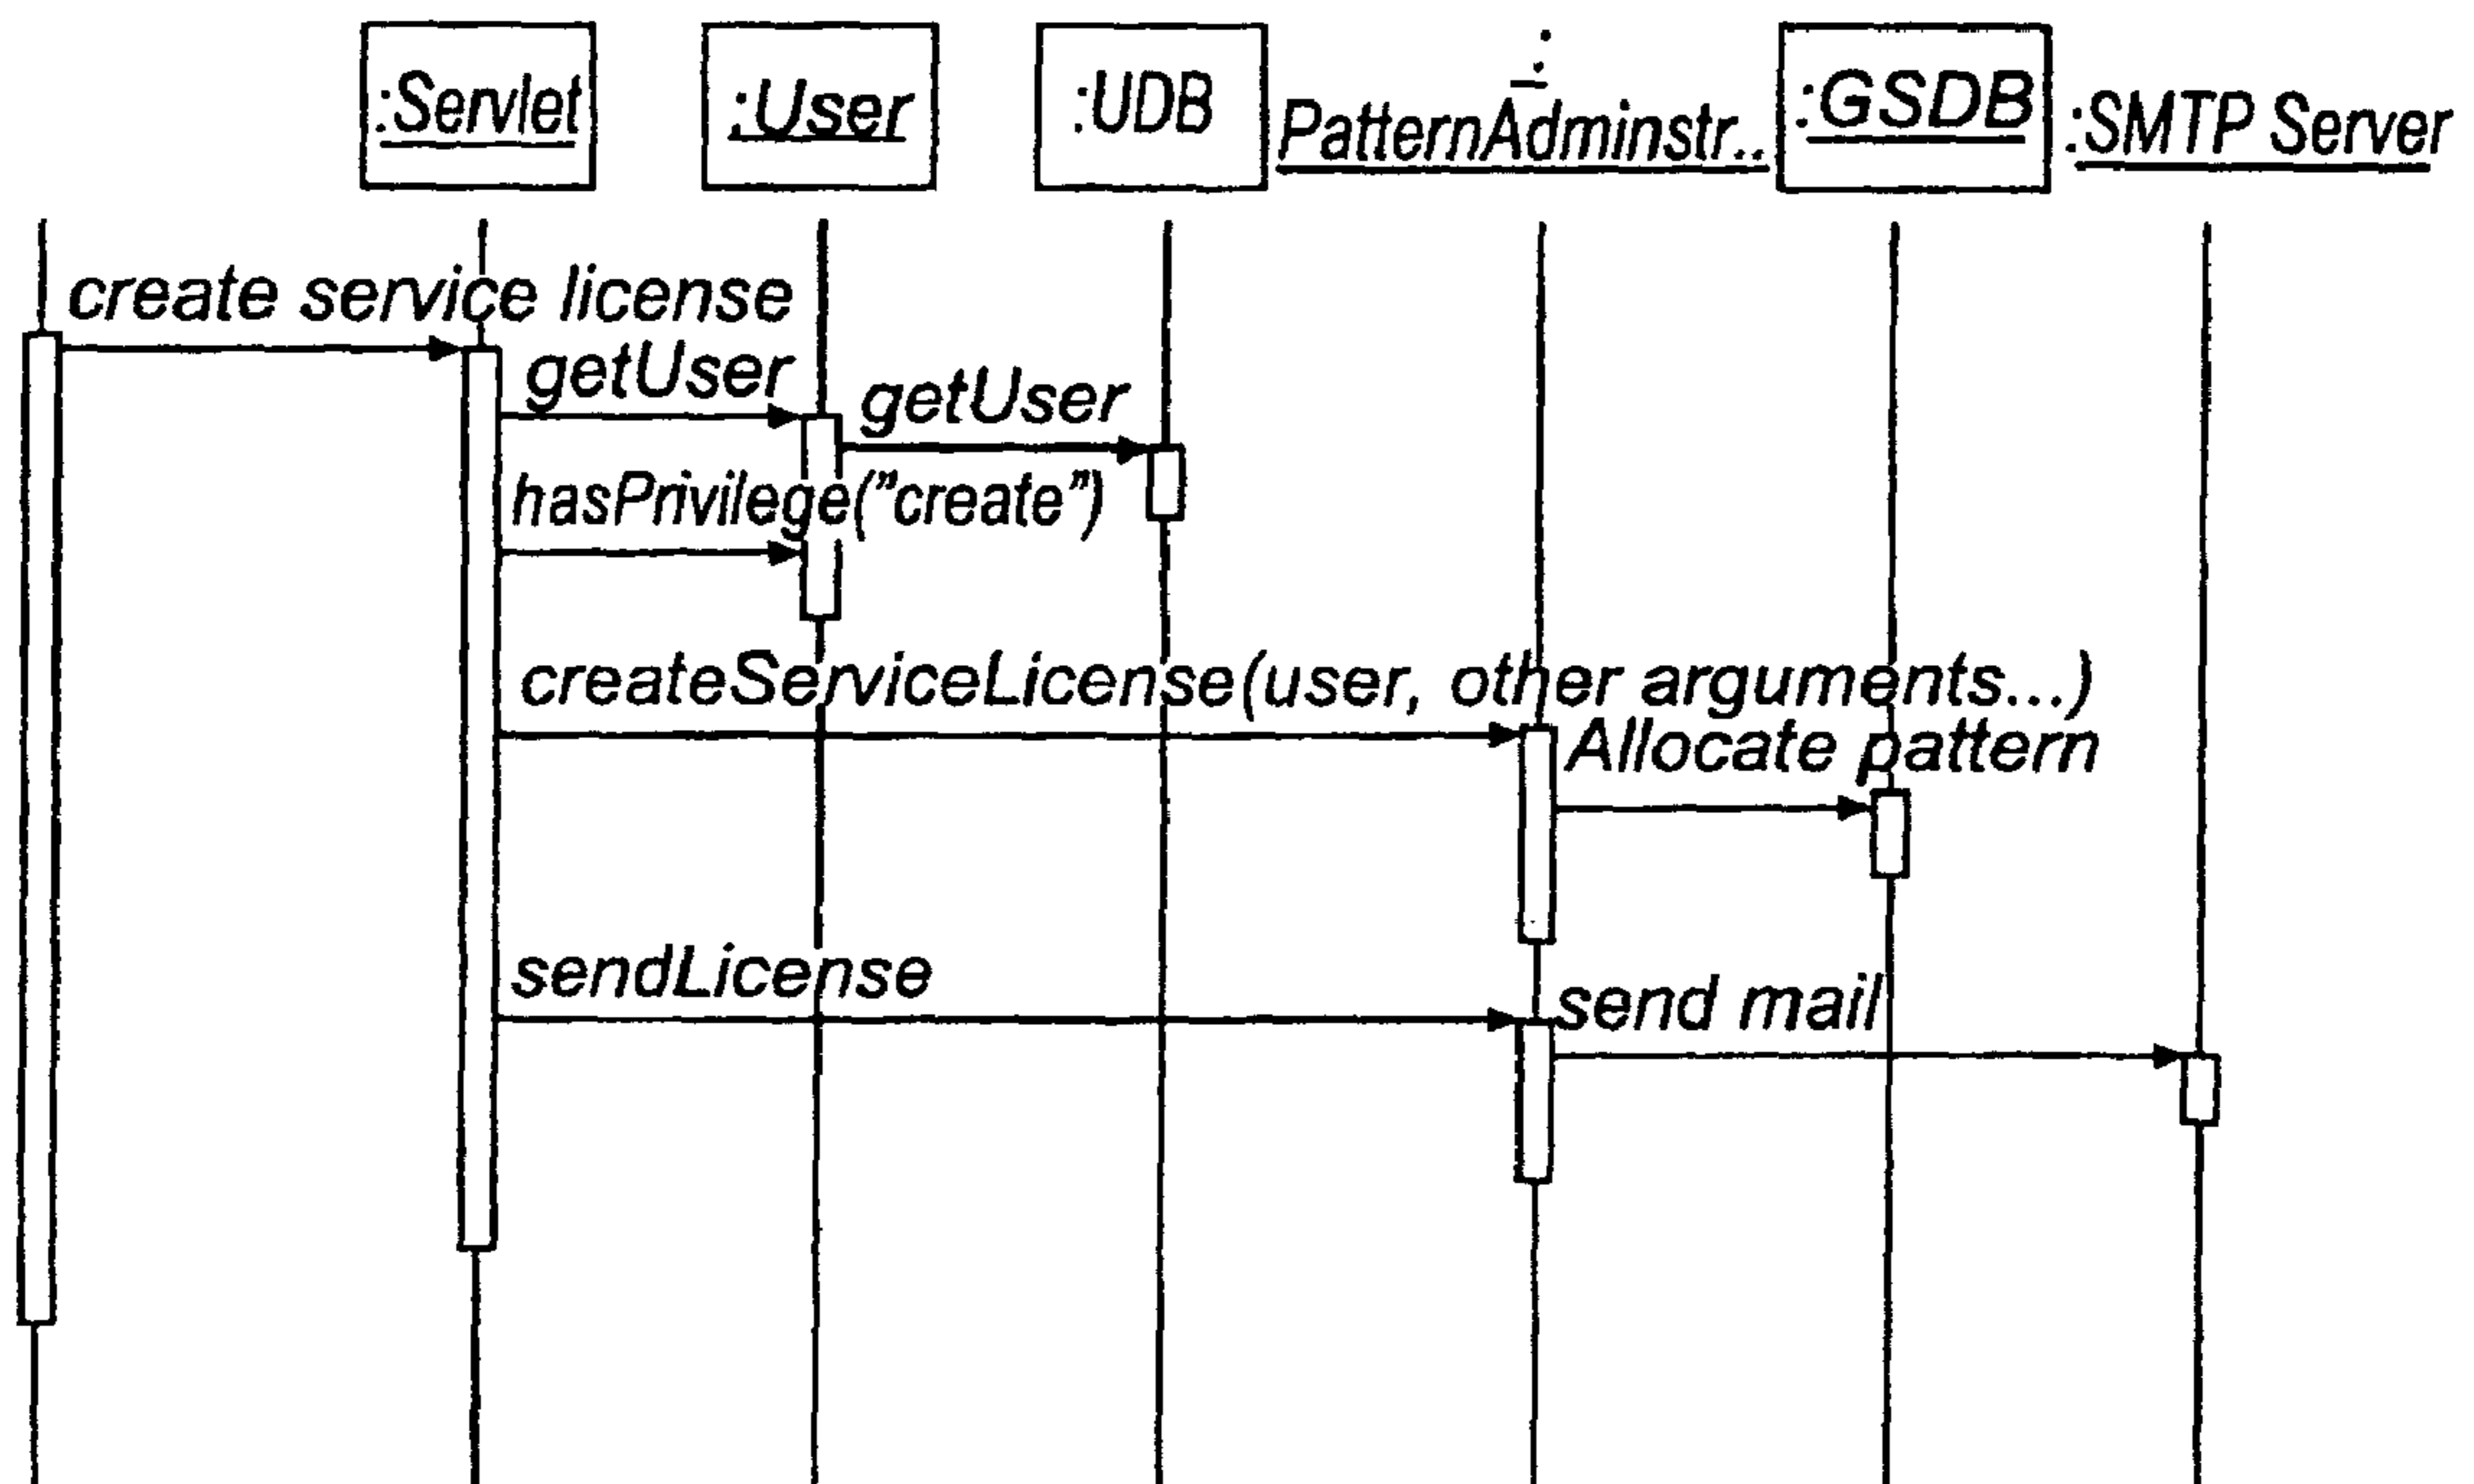 :Servlet
:User
:UDB
:
PatternAdminstr..
:GSDB
:SMTP Server
create service license
getUser
getUser
hasPrivilege("create")
createServiceLicense(user, other arguments...)
Allocate pattern
sendLicense
send mail